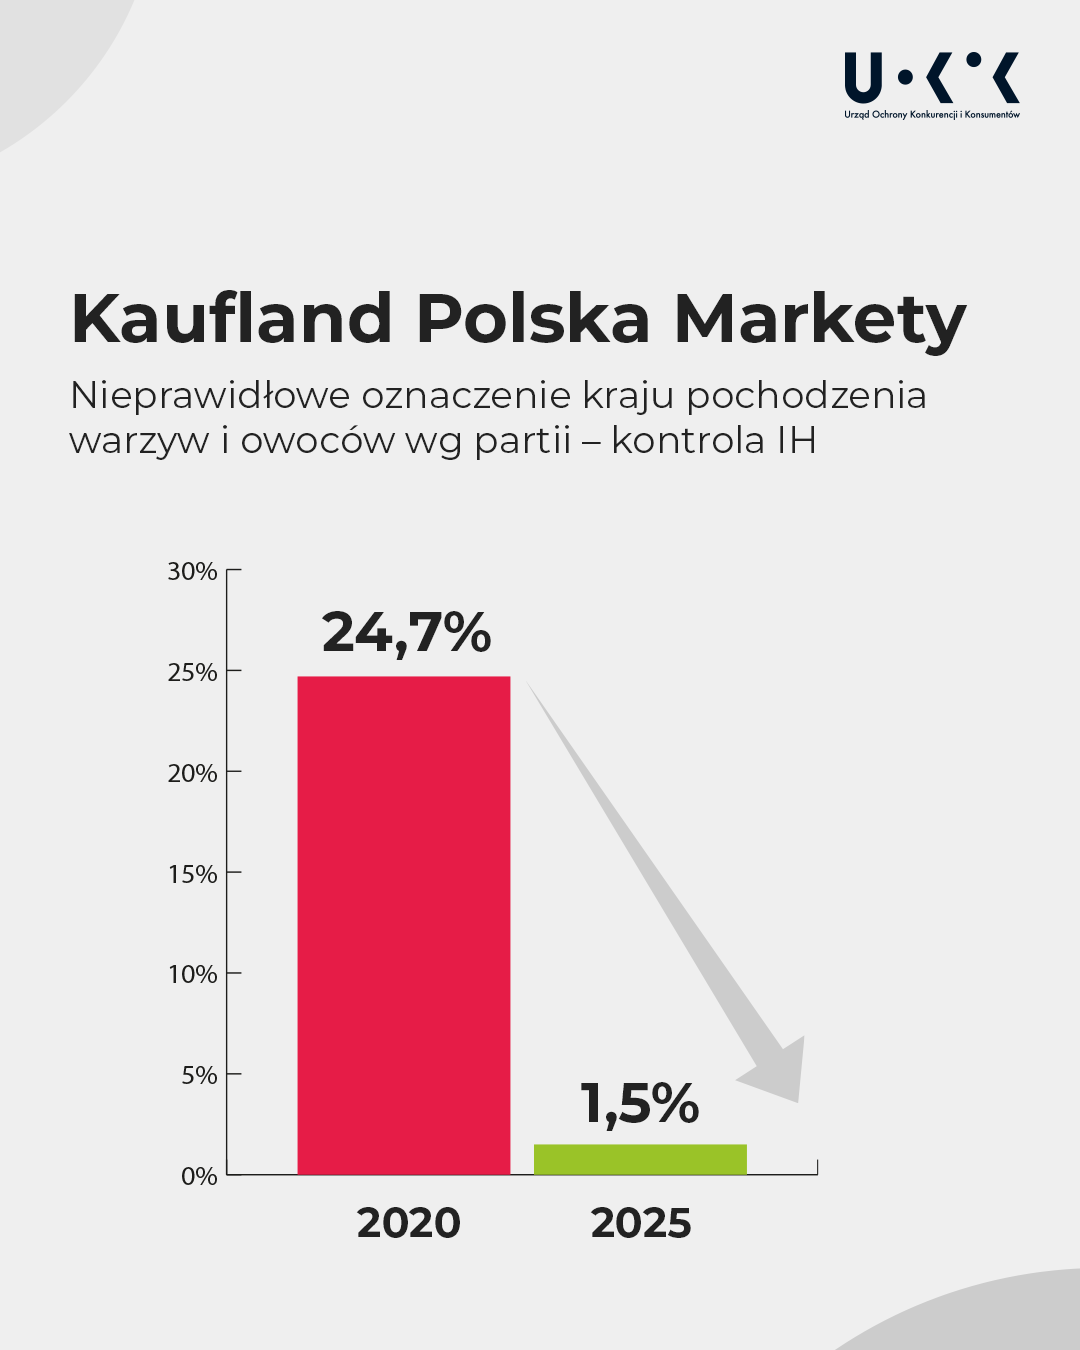 U·K·K
Urząd Ochrony Konkurencji i Konsumentów
Kaufland Polska Markety
Nieprawidłowe oznaczenie kraju pochodzenia
warzyw i owoców wg partii – kontrola IH
30%
24,7%
25%
20%
15%
10%
5%
1,5%
0%
2020 2025